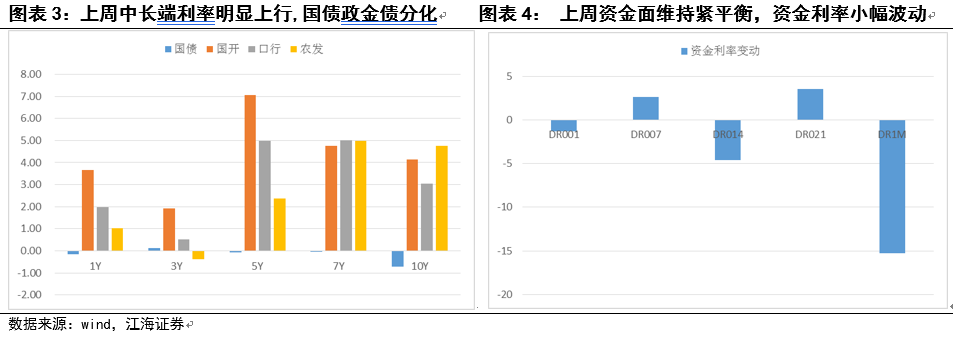 图表 3：上周中长端利率明显上行,国债政金债分化
国债 国开 口行 农发
8.00
7.00
6.00
5.00
4.00
3.00
2.00
1.00
0.00
-1.00
-2.00
1Y 3Y 5Y 7Y 10Y
图表 4： 上周资金面维持紧平衡，资金利率小幅波动
资金利率变动
5
0
-5
-10
-15
-20
DR001 DR007 DR014 DR021 DR1M
数据来源：wind，江海证券